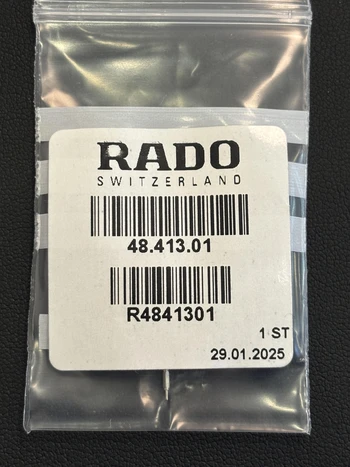 RADO
SWITZERLAND
48.413.01
R4841301
1 ST
29.01.2025